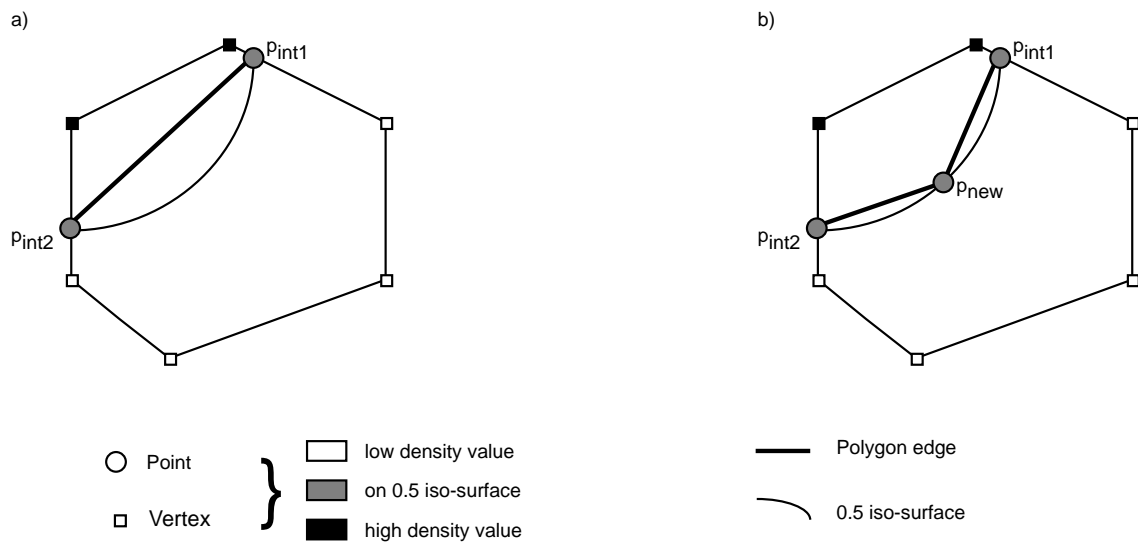 a)
b)
pint1
pint1
pnew
pint2
pint2
Point
Vertex
}
low density value
on 0.5 iso-surface
high density value
Polygon edge
0.5 iso-surface